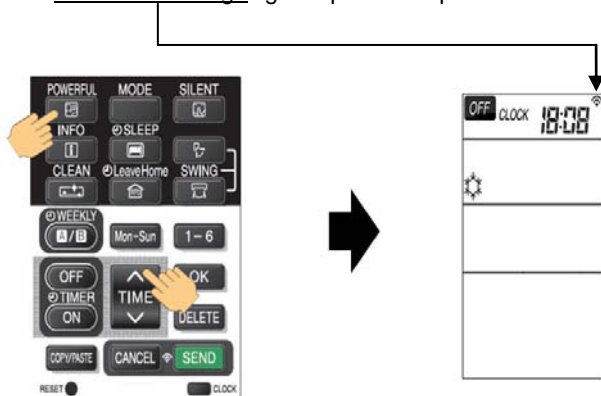 POWERFUL MODE SILENT
INFO SLEEP
CLEAN LeaveHome SWING
WEEKLY
A/B Mon-Sun 1-6
OFF OK
TIMER TIME
ON DELETE
COPY/PASTE CANCEL SEND
RESET CLOCK
OFF CLOCK 18:08